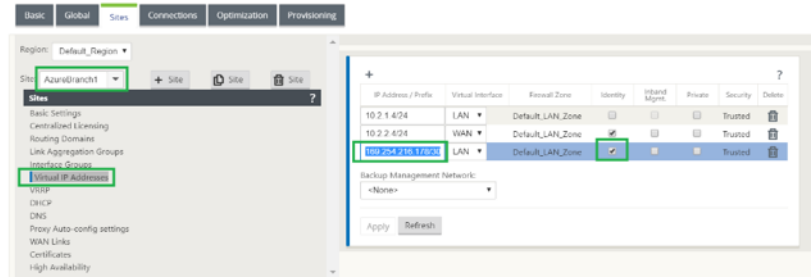 Basic Global Sites Connections Optimization Provisioning
Region: Default_Region
Site: AzureBranch1 + Site Site Site
Sites ?
Basic Settings
Centralized Licensing
Routing Domains
Link Aggregation Groups
Interface Groups
Virtual IP Addresses
VRRP
DHCP
DNS
Proxy Auto-config settings
WAN Links
Certificates
High Availability
+ ?
IP Address / Prefix Virtual Interface Firewall Zone Identity Inband Mgmt. Private Security Delete
10.2.1.4/24 LAN Default_LAN_Zone Trusted
10.2.2.4/24 WAN Default_LAN_Zone Trusted
169.254.216.178/30 LAN Default_LAN_Zone Trusted
Backup Management Network:
<None>
Apply Refresh